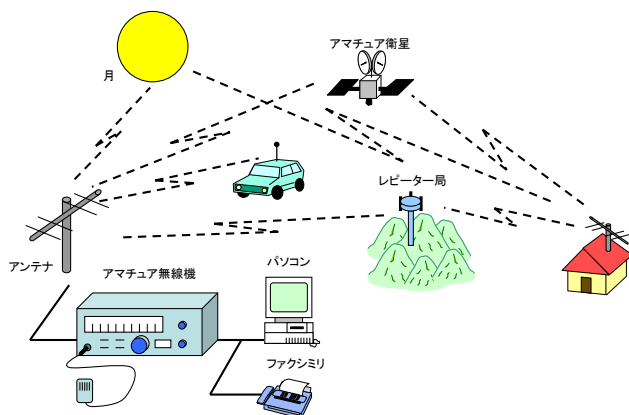 アマチュア衛星
月
レピーター局
アンテナ
アマチュア無線機
パソコン
ファクシミリ